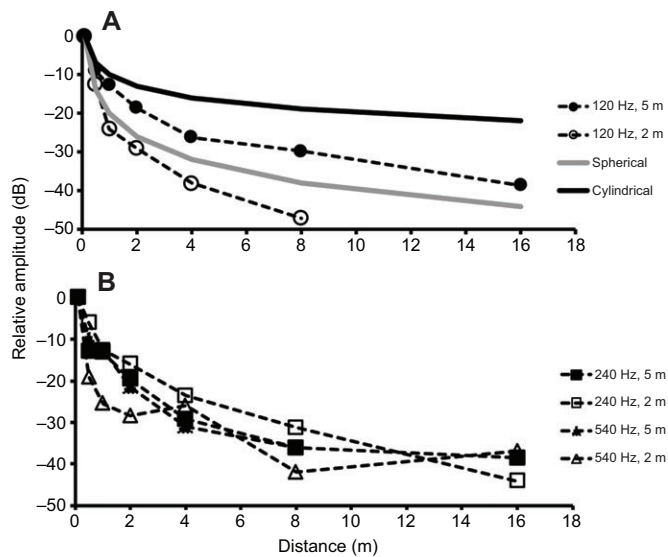 A
0
–10
–20
–30
–40
–50
0 2 4 6 8 10 12 14 16 18
120 Hz, 5 m
120 Hz, 2 m
Spherical
Cylindrical
Relative amplitude (dB)
B
0
–10
–20
–30
–40
–50
0 2 4 6 8 10 12 14 16 18
240 Hz, 5 m
240 Hz, 2 m
540 Hz, 5 m
540 Hz, 2 m
Distance (m)